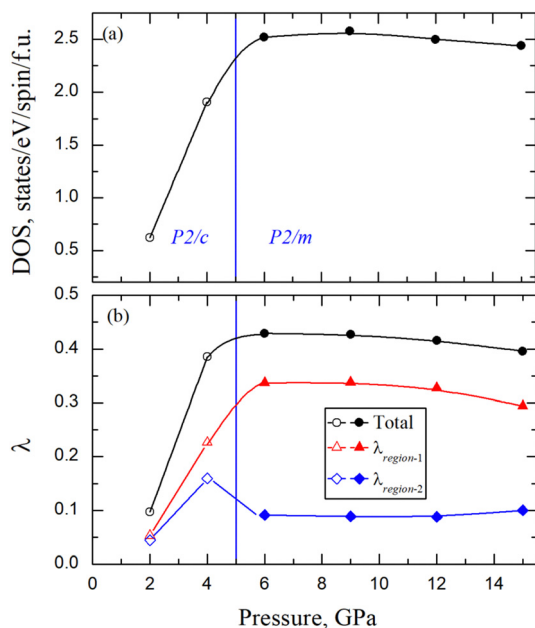 (a)
DOS, states/eV/spin/f.u.
2.5
2.0
1.5
1.0
0.5
P2/c
P2/m
(b)
λ
0.5
0.4
0.3
0.2
0.1
0.0
Total
λregion-1
λregion-2
0 2 4 6 8 10 12 14
Pressure, GPa